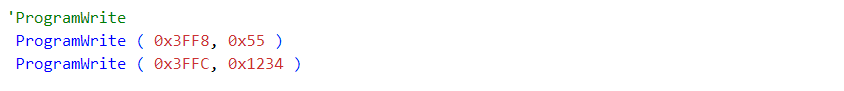 'ProgramWrite
ProgramWrite ( 0x3FF8, 0x55 )
ProgramWrite ( 0x3FFC, 0x1234 )